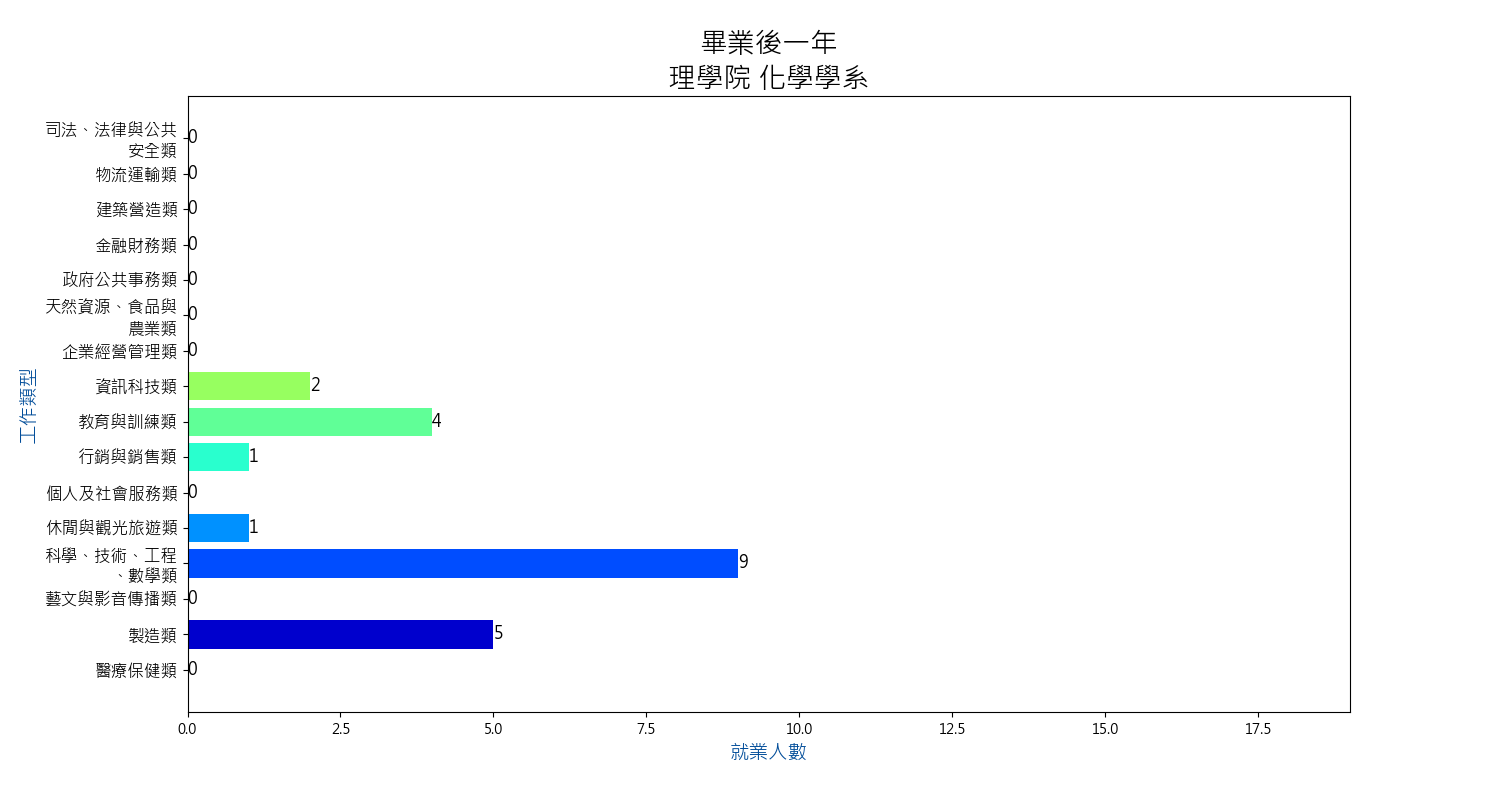 畢業後一年
理學院 化學學系
司法、法律與公共
安全類
0
物流運輸類
0
建築營造類
0
金融財務類
0
政府公共事務類
0
天然資源、食品與
農業類
0
企業經營管理類
0
資訊科技類
2
教育與訓練類
4
行銷與銷售類
1
個人及社會服務類
0
休閒與觀光旅遊類
1
科學、技術、工程
、數學類
9
藝文與影音傳播類
0
製造類
5
醫療保健類
0
工作類型
0.0 2.5 5.0 7.5 10.0 12.5 15.0 17.5
就業人數